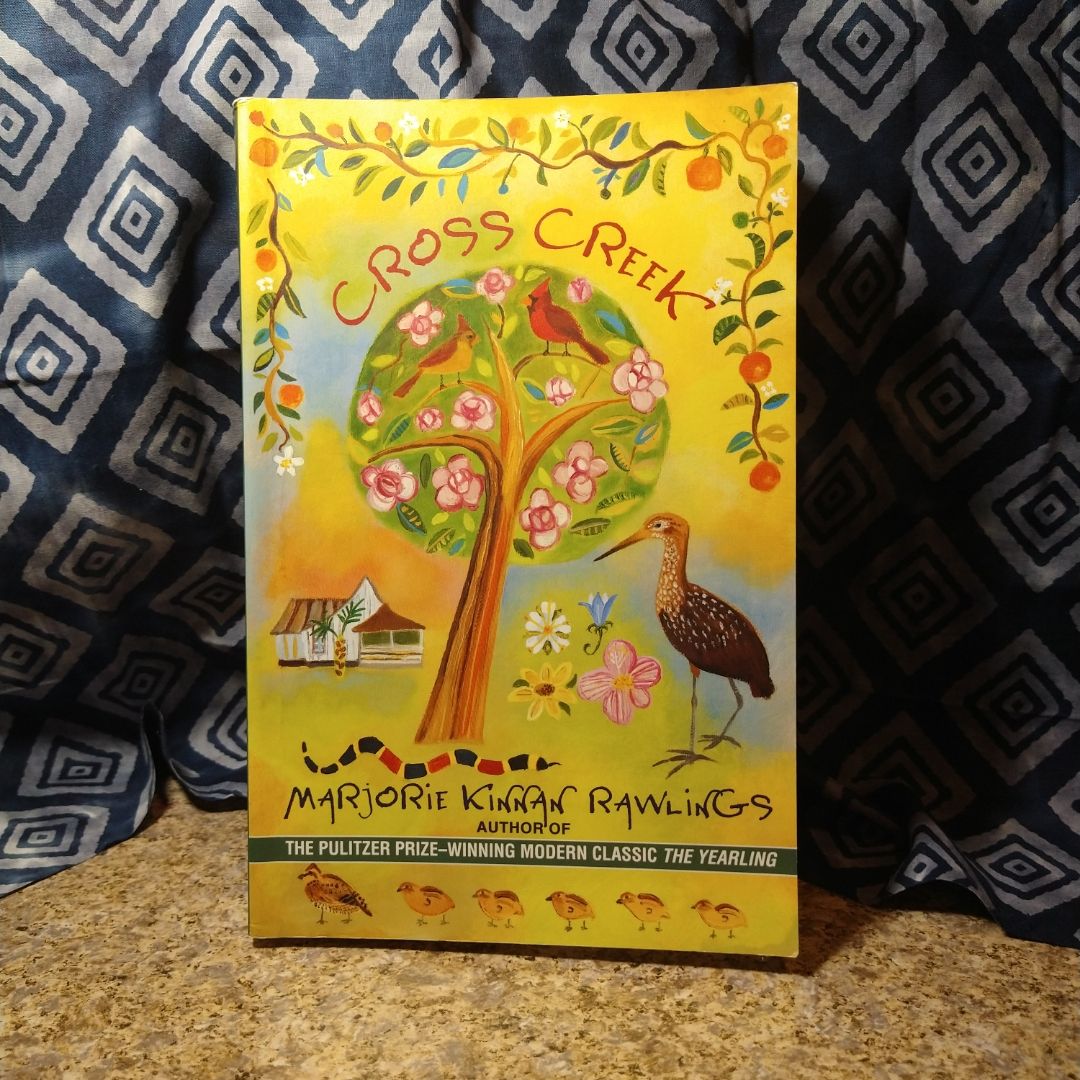 CROSS CREEK
MARJORIE KINNAN RAWLINGS
AUTHOR OF
THE PULITZER PRIZE–WINNING MODERN CLASSIC THE YEARLING